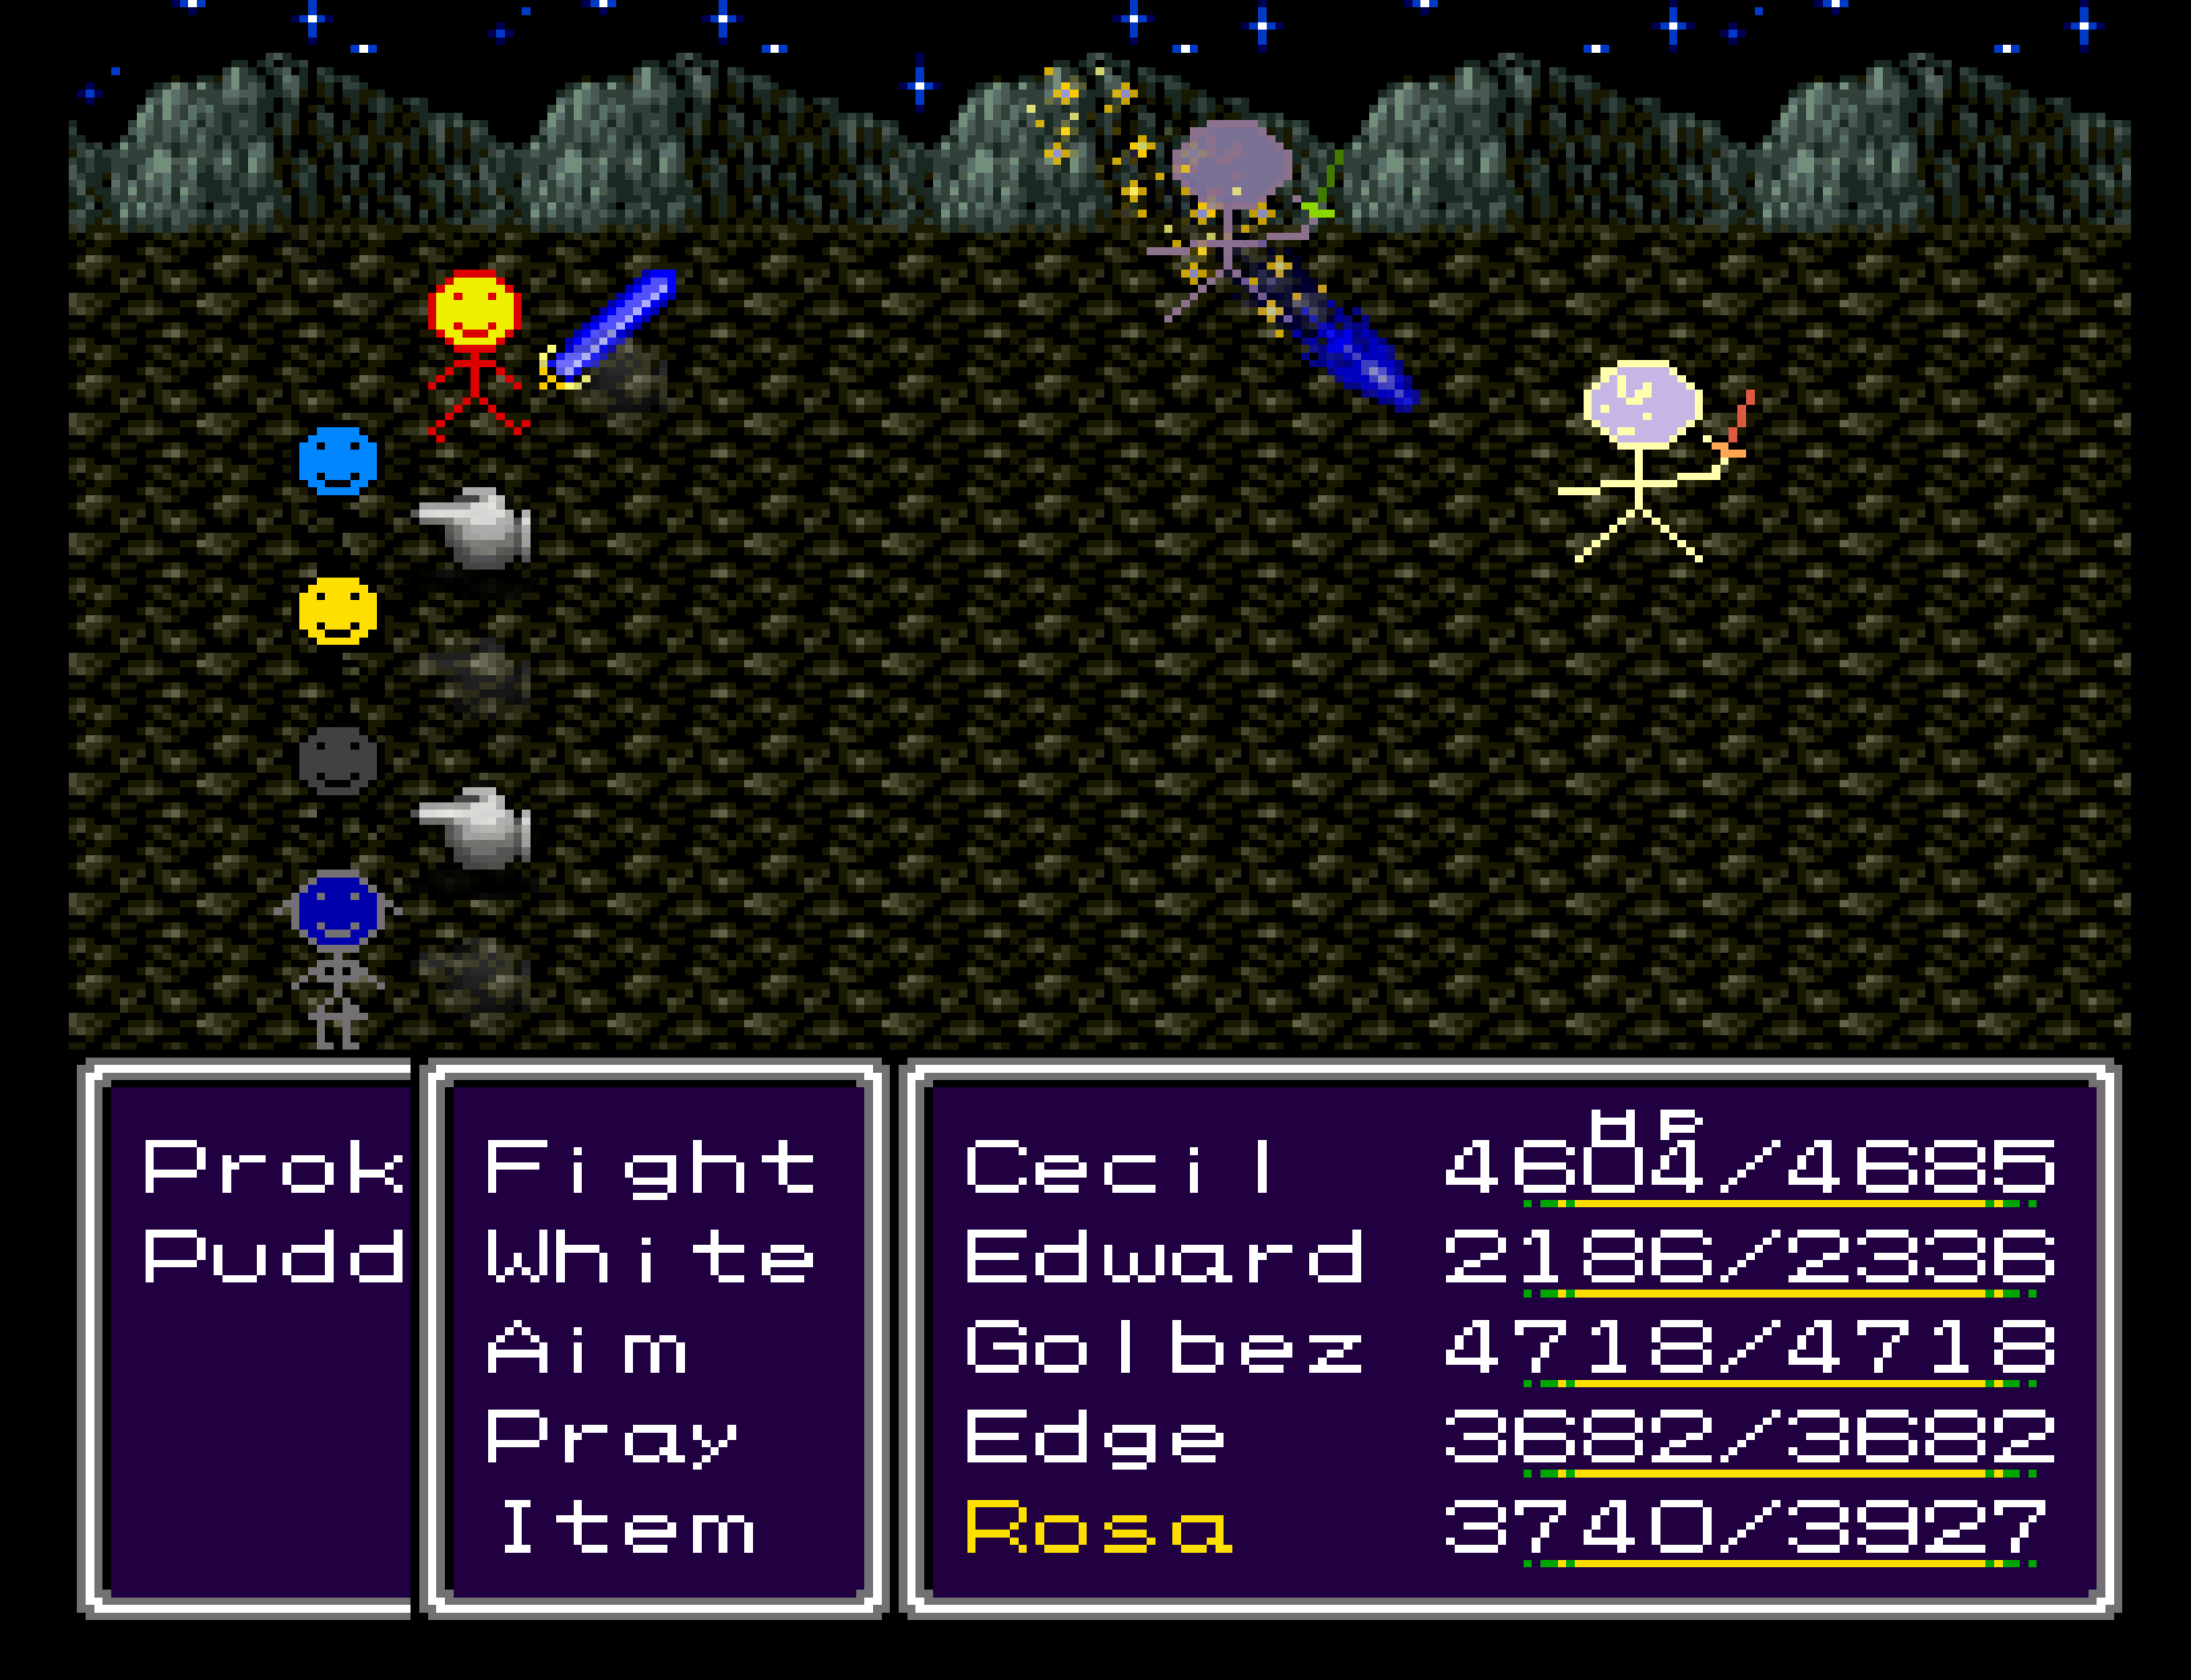 Prok
Pudd
Fight
White
Aim
Pray
Item
HP
Cecil 4604/4685
Edward 2186/2336
Golbez 4718/4718
Edge 3682/3682
Rosa 3740/3927